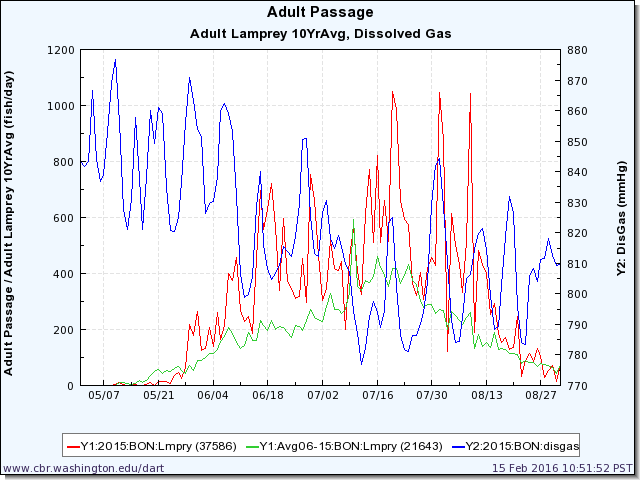 Adult Passage
Adult Lamprey 10YrAvg, Dissolved Gas
Adult Passage / Adult Lamprey 10YrAvg (fish/day)
1200
1000
800
600
400
200
0
880
870
860
850
840
830
820
810
800
790
780
770
Y2: DisGas (mmHg)
05/07 05/21 06/04 06/18 07/02 07/16 07/30 08/13 08/27
Y1:2015:BON:Lmpry (37586) Y1:Avg06-15:BON:Lmpry (21643) Y2:2015:BON:disgas
www.cbr.washington.edu/dart 15 Feb 2016 10:51:52 PST